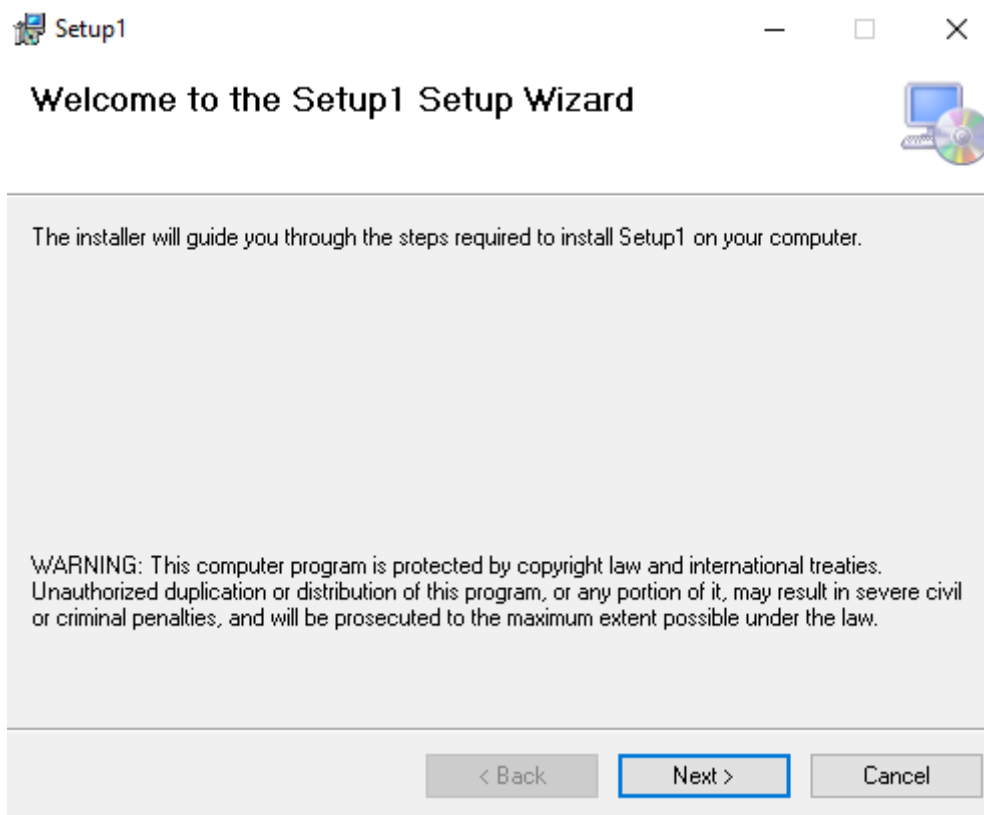 Setup1
Welcome to the Setup1 Setup Wizard
The installer will guide you through the steps required to install Setup1 on your computer.
WARNING: This computer program is protected by copyright law and international treaties.
Unauthorized duplication or distribution of this program, or any portion of it, may result in severe civil
or criminal penalties, and will be prosecuted to the maximum extent possible under the law.
< Back Next > Cancel